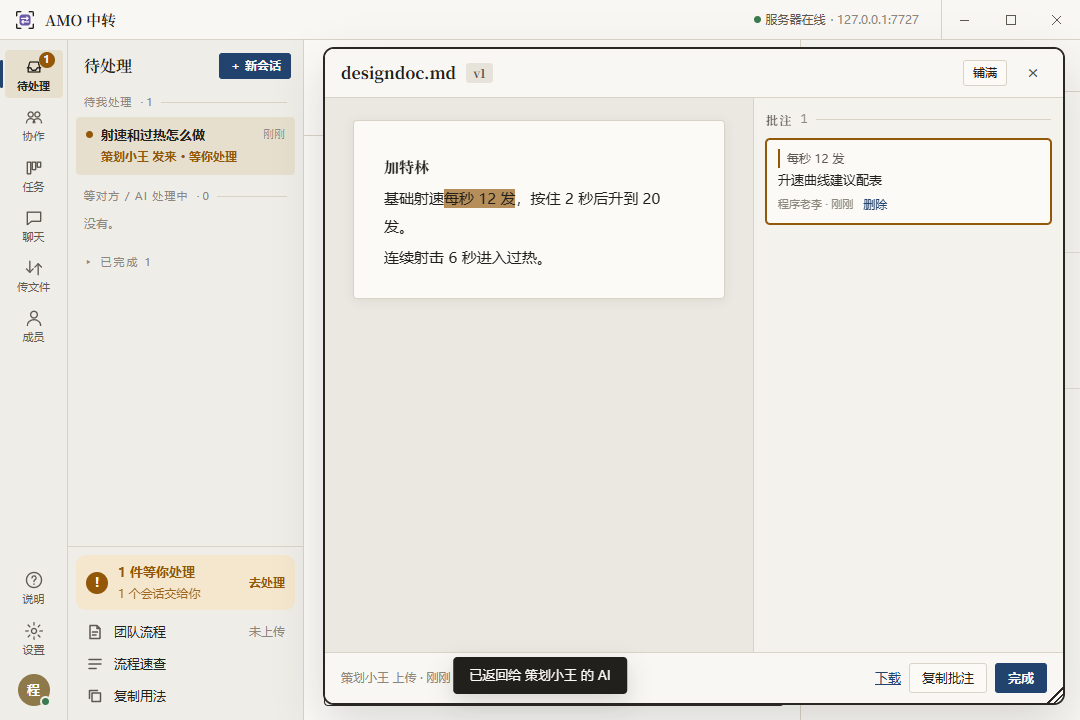 AMO 中转
服务器在线 · 127.0.0.1:7727
1
待处理
协作
任务
聊天
传文件
成员
说明
设置
程
待处理
+ 新会话
待我处理 · 1
射速和过热怎么做
刚刚
策划小王 发来 · 等你处理
等对方 / AI 处理中 · 0
没有。
已完成 1
! 1 件等你处理
1 个会话交给你
去处理
团队流程
未上传
流程速查
复制用法
designdoc.md v1
铺满
加特林
基础射速每秒 12 发，按住 2 秒后升到 20
发。
连续射击 6 秒进入过热。
批注 1
每秒 12 发
升速曲线建议配表
程序老李 · 刚刚 删除
策划小王 上传 · 刚刚
已返回给 策划小王 的 AI
下载
复制批注
完成